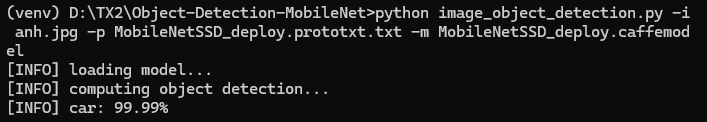 (venv) D:\TX2\Object-Detection-MobileNet>python image_object_detection.py -i
anh.jpg -p MobileNetSSD_deploy.prototxt.txt -m MobileNetSSD_deploy.caffemod
el
[INFO] loading model...
[INFO] computing object detection...
[INFO] car: 99.99%